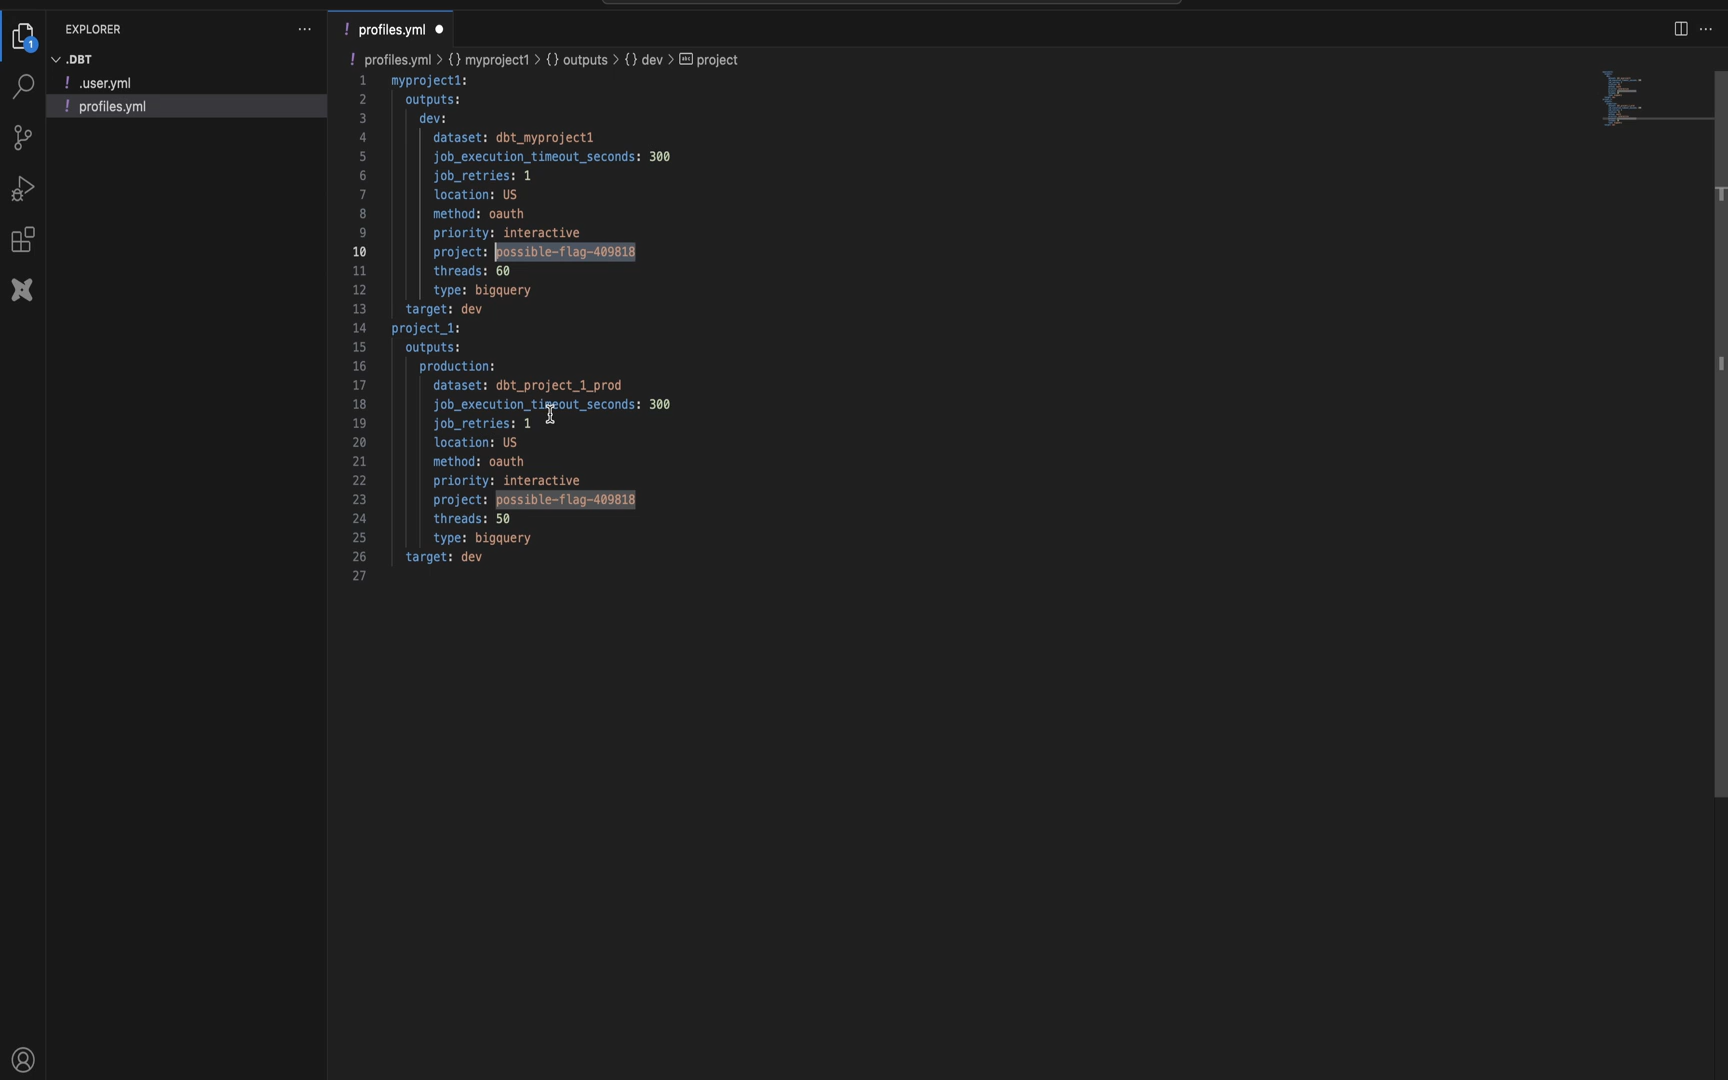 EXPLORER
.DBT
.user.yml
profiles.yml
1
profiles.yml
profiles.yml > {} myproject1 > {} outputs > {} dev > abc project
1 myproject1:
2 outputs:
3 dev:
4 dataset: dbt_myproject1
5 job_execution_timeout_seconds: 300
6 job_retries: 1
7 location: US
8 method: oauth
9 priority: interactive
10 project: possible-flag-409818
11 threads: 60
12 type: bigquery
13 target: dev
14 project_1:
15 outputs:
16 production:
17 dataset: dbt_project_1_prod
18 job_execution_timeout_seconds: 300
19 job_retries: 1
20 location: US
21 method: oauth
22 priority: interactive
23 project: possible-flag-409818
24 threads: 50
25 type: bigquery
26 target: dev
27